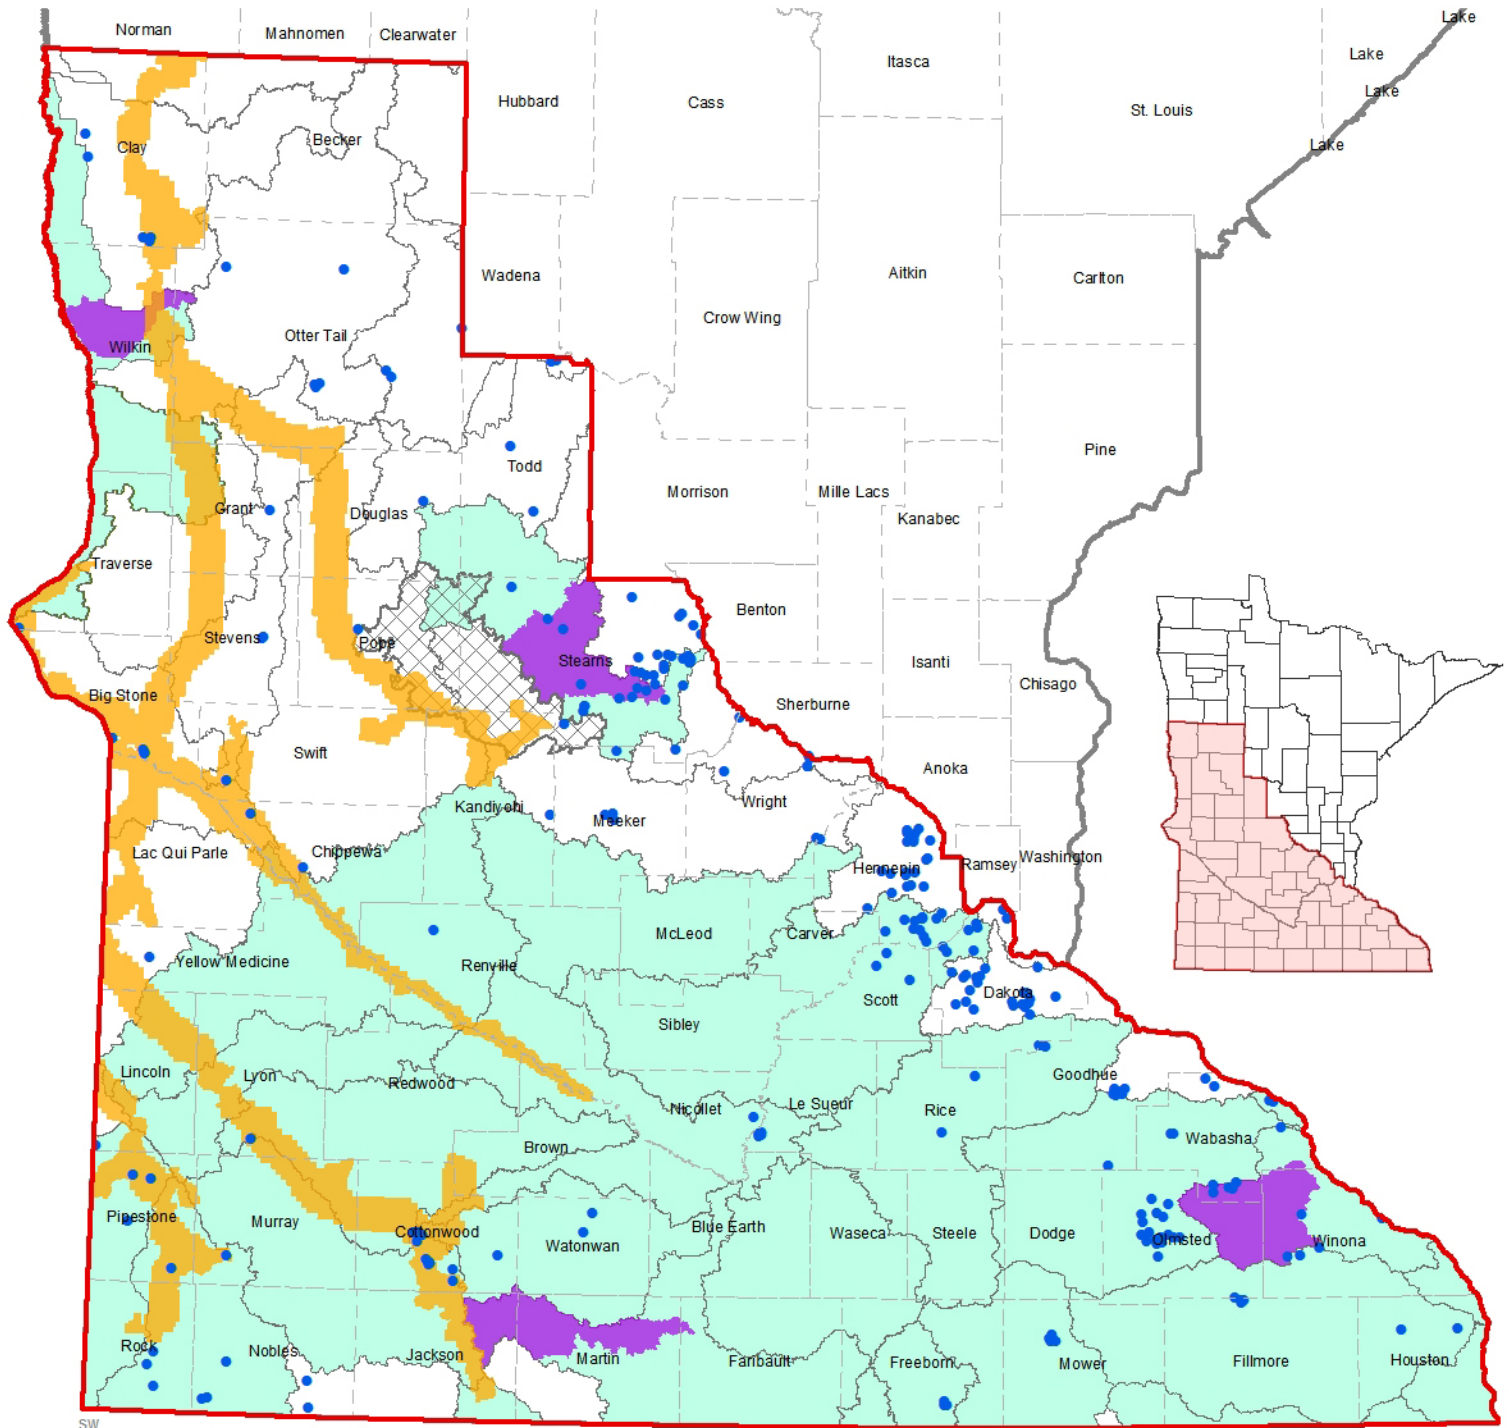 Lake
Norman
Mahnomen
Clearwater
Lake
Itasca
Lake
Hubbard
Cass
St. Louis
Becker
Clay
Lake
Wadena
Aitkin
Carlton
Crow Wing
Otter Tail
Wilkin
Pine
Todd
Morrison
Mille Lacs
Grant
Douglas
Kanabec
Traverse
Benton
Stevens
Pope
Stearns
Isanti
Chisago
Big Stone
Sherburne
Swift
Anoka
Kandiyohi
Wright
Meeker
Lac Qui Parle
Chippewa
Washington
Hennepin
Ramsey
McLeod
Carver
Yellow Medicine
Renville
Dakota
Scott
Sibley
Lincoln
Lyon
Goodhue
Redwood
Le Sueur
Nicollet
Rice
Wabasha
Brown
Pipestone
Murray
Blue Earth
Cottonwood
Waseca
Steele
Dodge
Olmsted
Winona
Watonwan
Rock
Nobles
Jackson
Martin
Faribault
Freeborn
Mower
Fillmore
Houston
SW